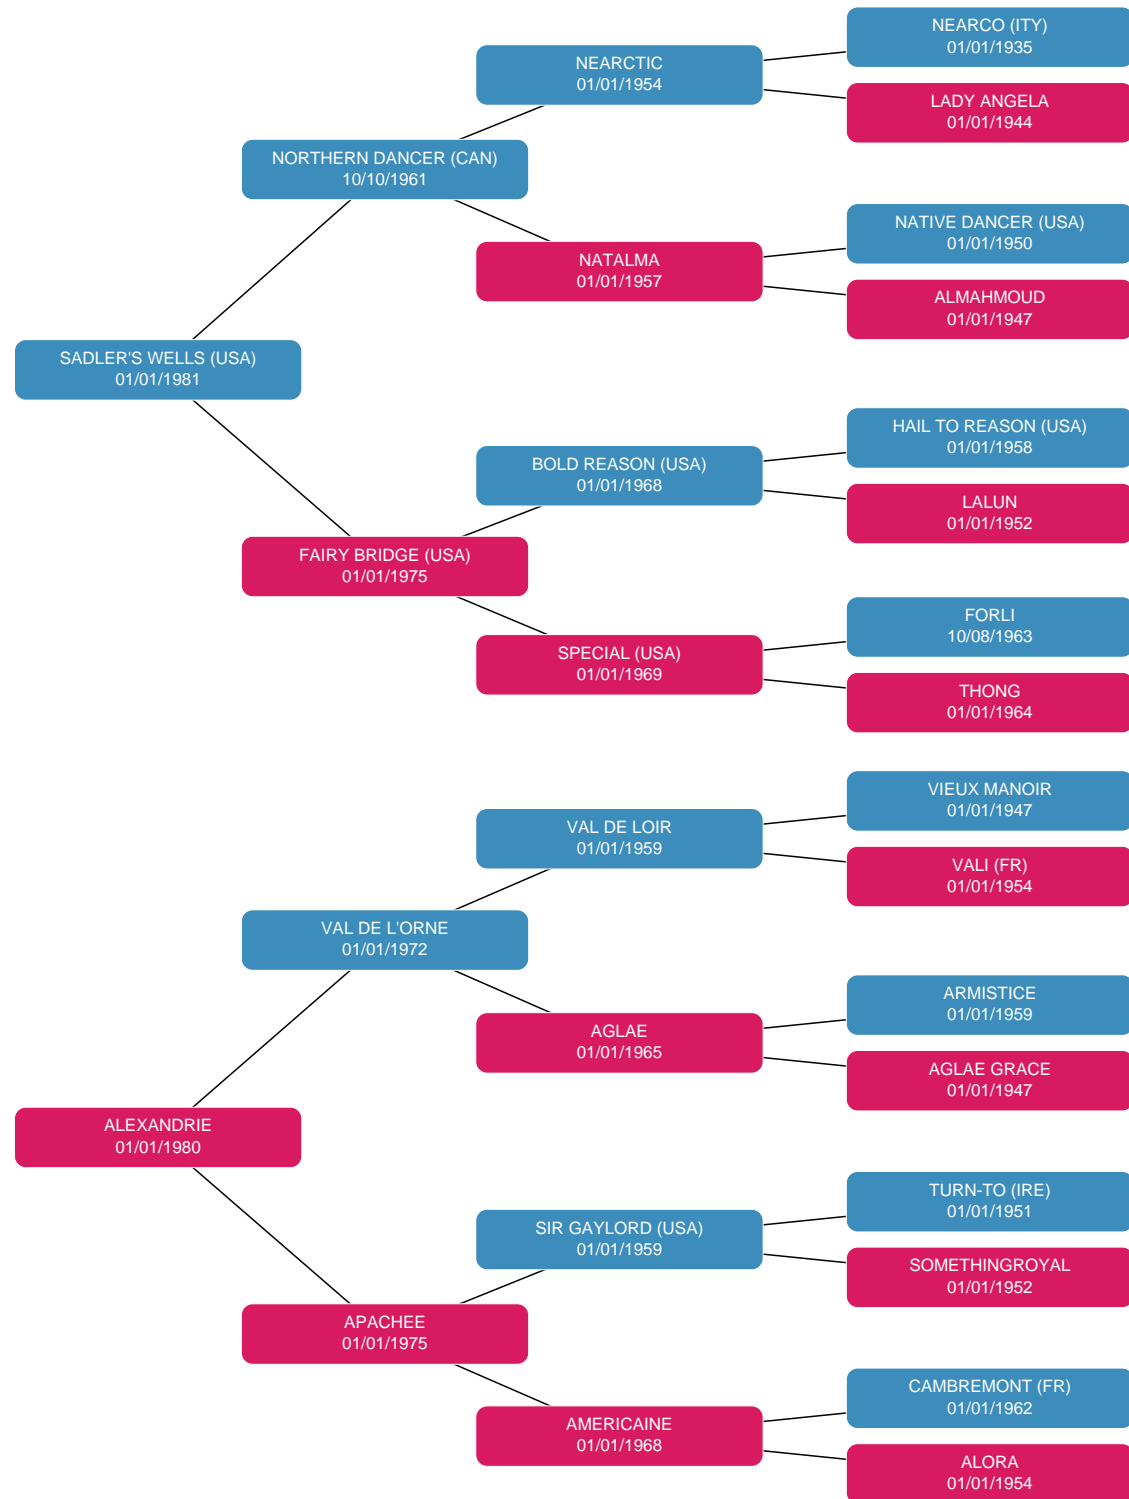 NEARCO (ITY)
01/01/1935
NEARCTIC
01/01/1954
LADY ANGELA
01/01/1944
NORTHERN DANCER (CAN)
10/10/1961
NATIVE DANCER (USA)
01/01/1950
NATALMA
01/01/1957
ALMAHMOUD
01/01/1947
SADLER'S WELLS (USA)
01/01/1981
HAIL TO REASON (USA)
01/01/1958
BOLD REASON (USA)
01/01/1968
LALUN
01/01/1952
FAIRY BRIDGE (USA)
01/01/1975
FORLI
10/08/1963
SPECIAL (USA)
01/01/1969
THONG
01/01/1964
VIEUX MANOIR
01/01/1947
VAL DE LOIR
01/01/1959
VALI (FR)
01/01/1954
VAL DE L'ORNE
01/01/1972
ARMISTICE
01/01/1959
AGLAE
01/01/1965
AGLAE GRACE
01/01/1947
ALEXANDRIE
01/01/1980
TURN-TO (IRE)
01/01/1951
SIR GAYLORD (USA)
01/01/1959
SOMETHINGROYAL
01/01/1952
APACHEE
01/01/1975
CAMBREMONT (FR)
01/01/1962
AMERICAINE
01/01/1968
ALORA
01/01/1954